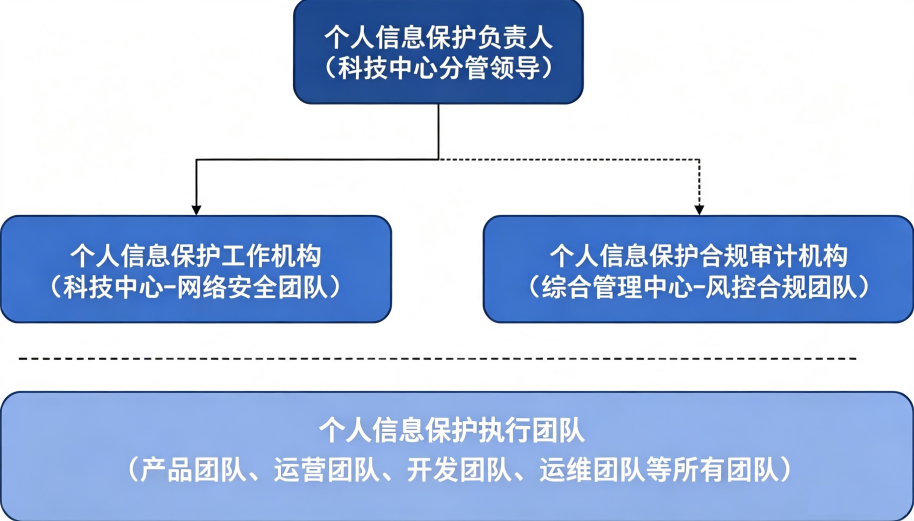 个人信息保护负责人
（科技中心分管领导）
个人信息保护工作机构
（科技中心-网络安全团队）
个人信息保护合规审计机构
（综合管理中心-风控合规团队）
个人信息保护执行团队
（产品团队、运营团队、开发团队、运维团队等所有团队）